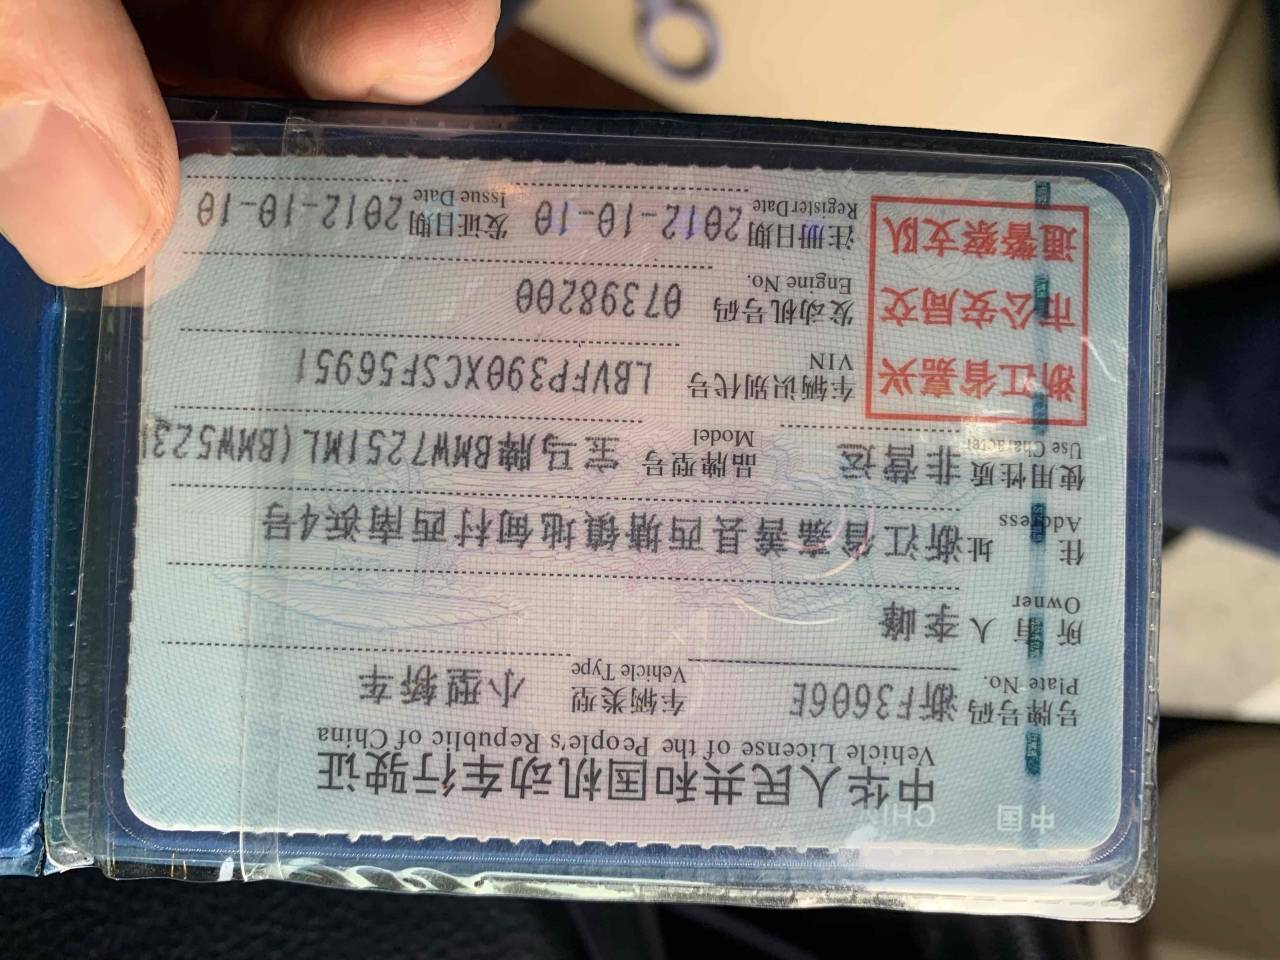 中国 CHIN
中华人民共和国机动车行驶证
Vehicle License of the People's Republic of China
号牌号码 Plate No. 浙F3606E 车辆类型 Vehicle Type 小型轿车
所有人 Owner 李峰
住址 Address 浙江省嘉善县西塘镇地甸村西南浜4号
使用性质 Use Character 非营运 品牌型号 Model 宝马牌BMW7251ML(BMW523
浙江省嘉兴
市公安局交
通警察支队
车辆识别代号 VIN LBVFP390XCSF56951
发动机号码 Engine No. 07398200
注册日期 Register Date 2012-10-10 发证日期 Issue Date 2012-10-10